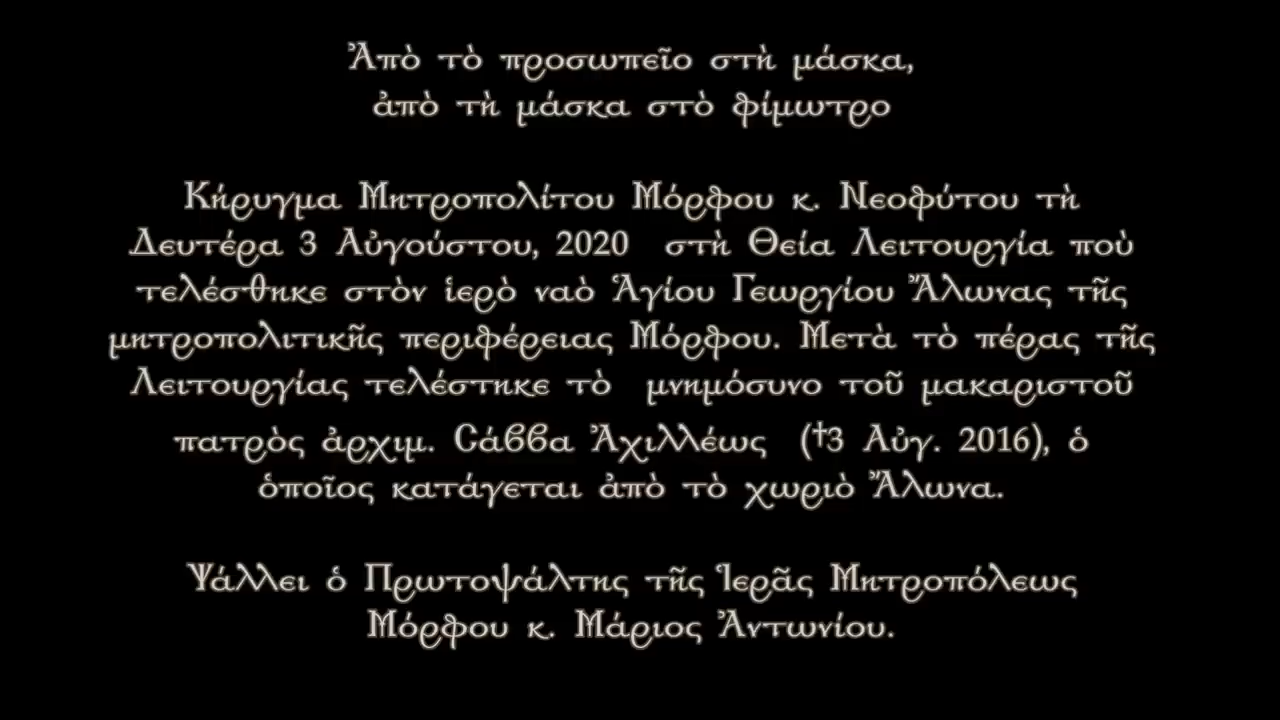 Ἀπὸ τὸ προσωπεῖο στὴ μάσκα,
ἀπὸ τὴ μάσκα στὸ φίμωτρο
Κήρυγμα Μητροπολίτου Μόρφου κ. Νεοφύτου τὴ
Δευτέρα 3 Αὐγούστου, 2020 στὴ Θεία Λειτουργία ποὺ
τελέσθηκε στὸν ἱερὸ ναὸ Ἁγίου Γεωργίου Ἄλωνας τῆς
μητροπολιτικῆς περιφέρειας Μόρφου. Μετὰ τὸ πέρας τῆς
Λειτουργίας τελέστηκε τὸ μνημόσυνο τοῦ μακαριστοῦ
πατρὸς ἀρχιμ. Σάββα Ἀχιλλέως (†3 Αὐγ. 2016), ὁ
ὁποῖος κατάγεται ἀπὸ τὸ χωριὸ Ἄλωνα.
Ψάλλει ὁ Πρωτοψάλτης τῆς Ἱερᾶς Μητροπόλεως
Μόρφου κ. Μάριος Ἀντωνίου.